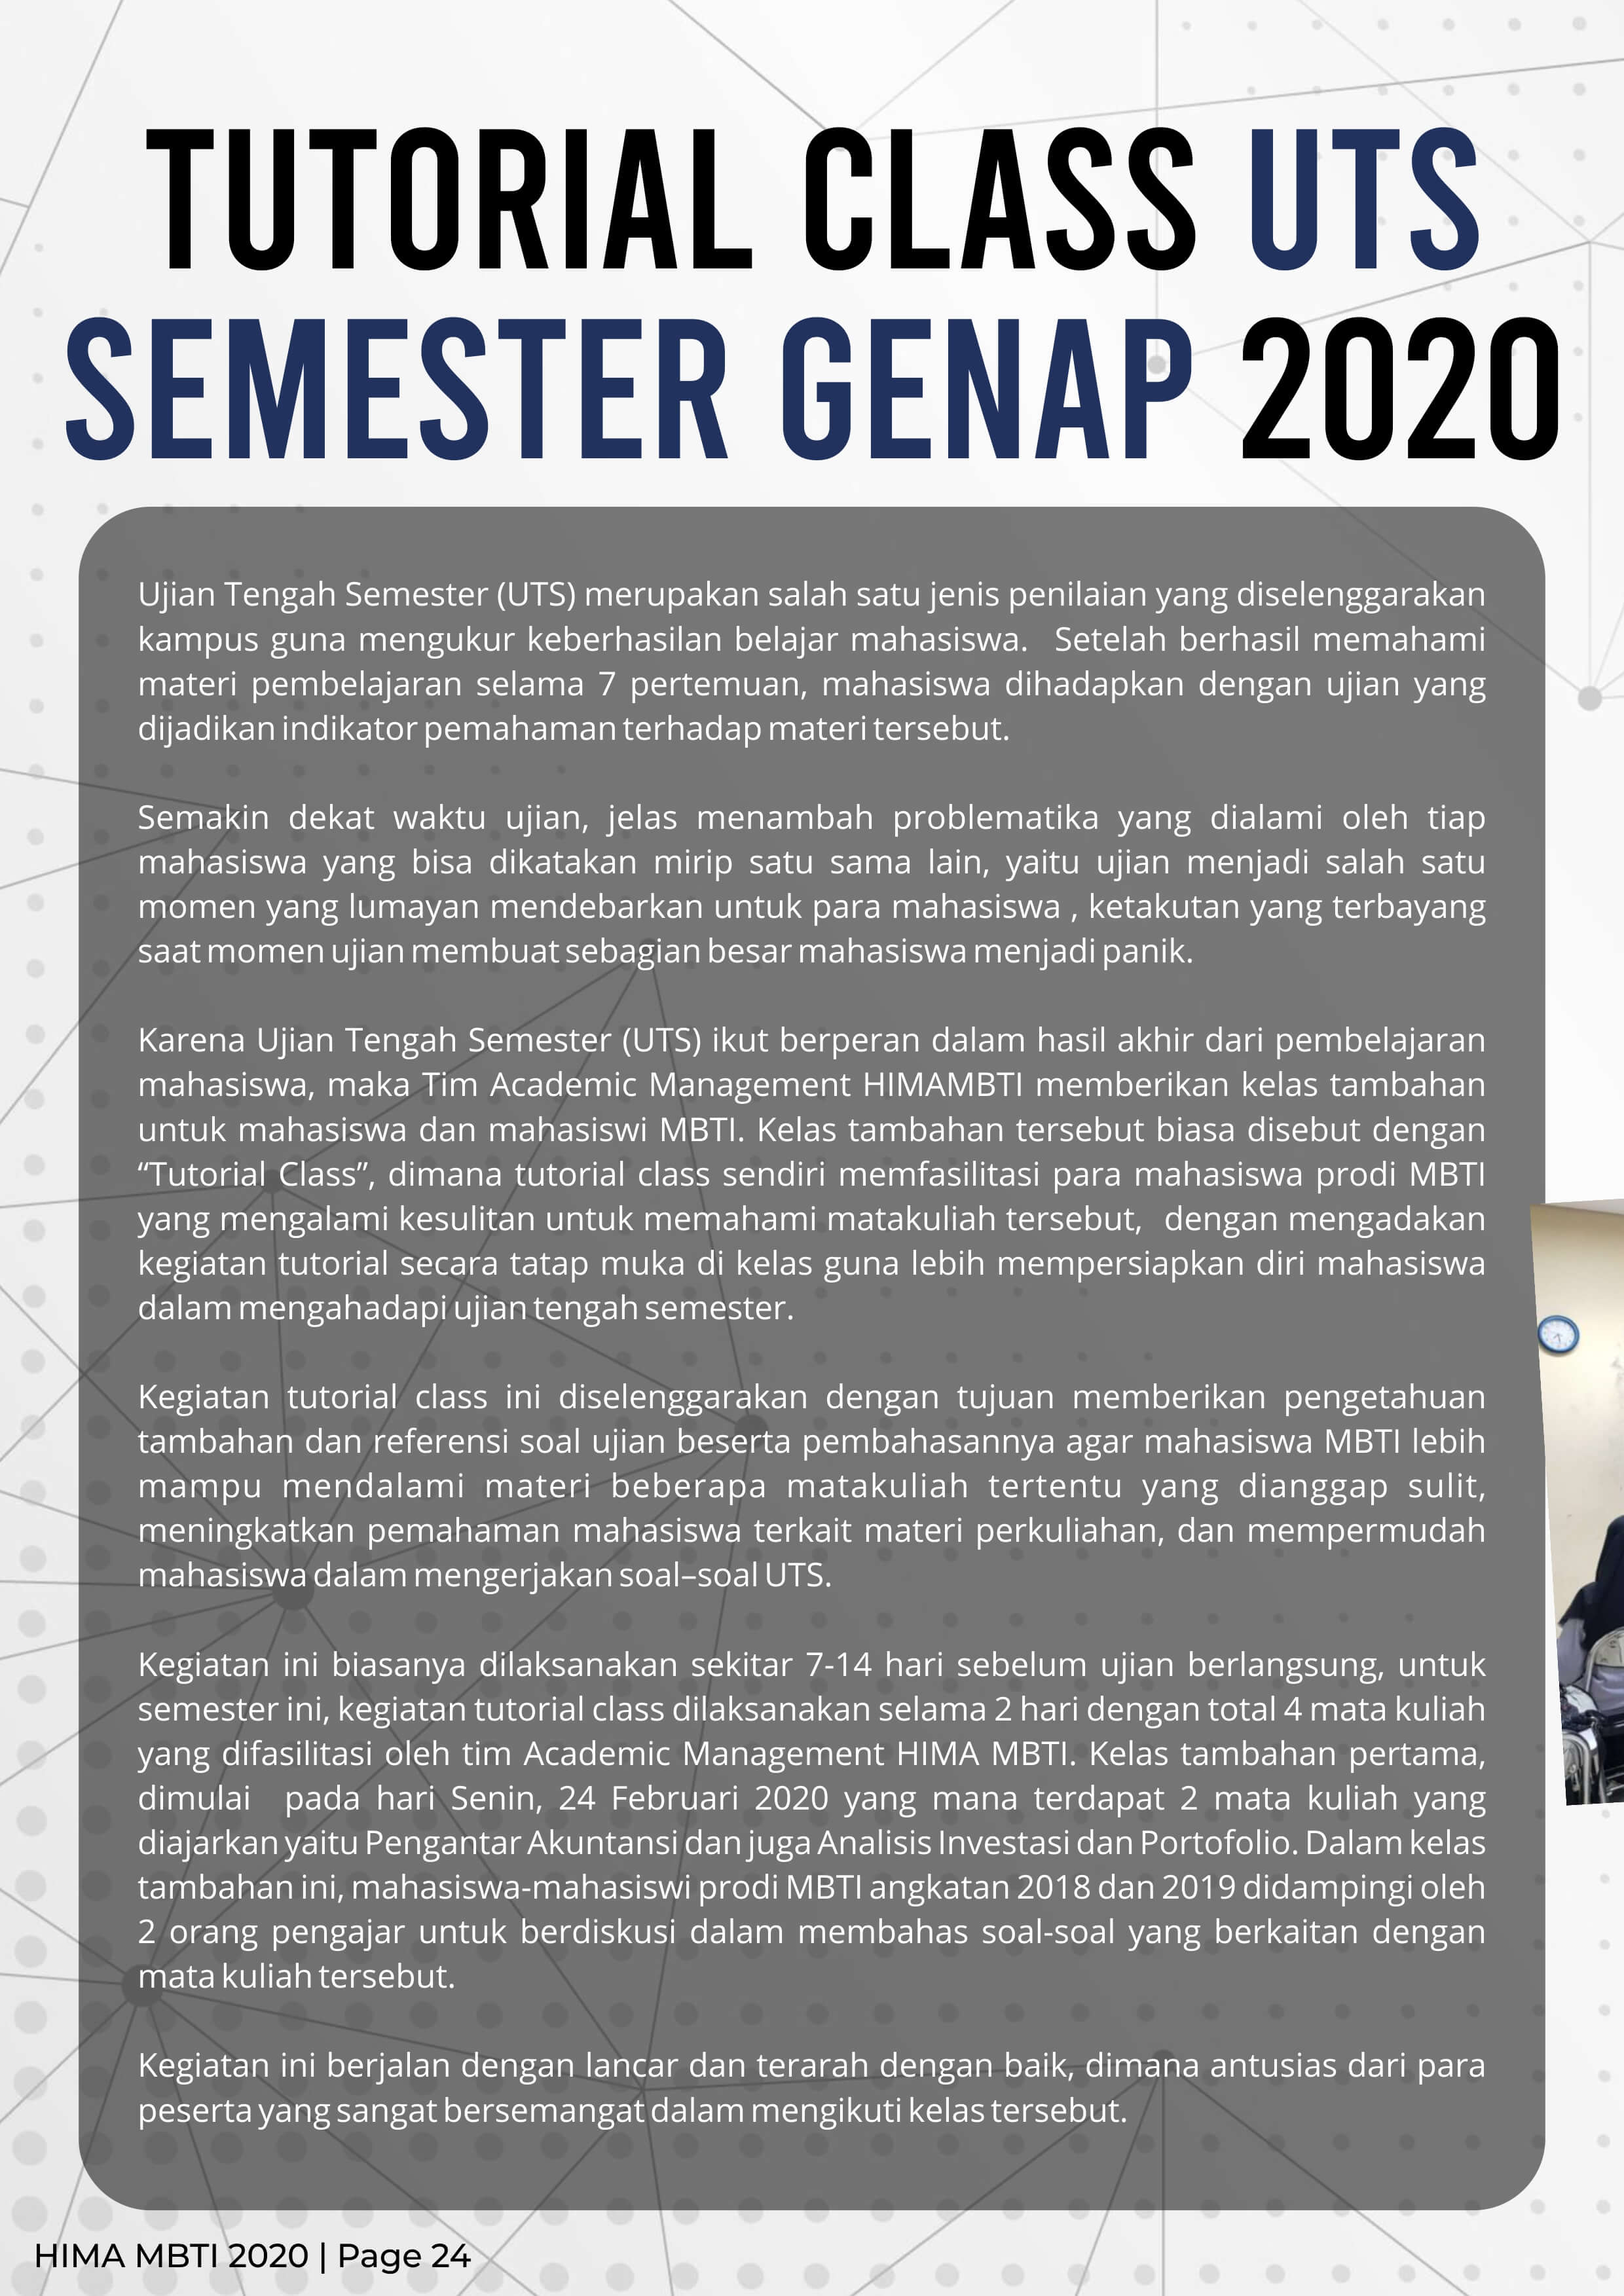 TUTORIAL CLASS UTS
SEMESTER GENAP 2020
Ujian Tengah Semester (UTS) merupakan salah satu jenis penilaian yang diselenggarakan
kampus guna mengukur keberhasilan belajar mahasiswa. Setelah berhasil memahami
materi pembelajaran selama 7 pertemuan, mahasiswa dihadapkan dengan ujian yang
dijadikan indikator pemahaman terhadap materi tersebut.
Semakin dekat waktu ujian, jelas menambah problematika yang dialami oleh tiap
mahasiswa yang bisa dikatakan mirip satu sama lain, yaitu ujian menjadi salah satu
momen yang lumayan mendebarkan untuk para mahasiswa , ketakutan yang terbayang
saat momen ujian membuat sebagian besar mahasiswa menjadi panik.
Karena Ujian Tengah Semester (UTS) ikut berperan dalam hasil akhir dari pembelajaran
mahasiswa, maka Tim Academic Management HIMAMBTI memberikan kelas tambahan
untuk mahasiswa dan mahasiswi MBTI. Kelas tambahan tersebut biasa disebut dengan
“Tutorial Class”, dimana tutorial class sendiri memfasilitasi para mahasiswa prodi MBTI
yang mengalami kesulitan untuk memahami matakuliah tersebut, dengan mengadakan
kegiatan tutorial secara tatap muka di kelas guna lebih mempersiapkan diri mahasiswa
dalam mengahadapi ujian tengah semester.
Kegiatan tutorial class ini diselenggarakan dengan tujuan memberikan pengetahuan
tambahan dan referensi soal ujian beserta pembahasannya agar mahasiswa MBTI lebih
mampu mendalami materi beberapa matakuliah tertentu yang dianggap sulit,
meningkatkan pemahaman mahasiswa terkait materi perkuliahan, dan mempermudah
mahasiswa dalam mengerjakan soal–soal UTS.
Kegiatan ini biasanya dilaksanakan sekitar 7-14 hari sebelum ujian berlangsung, untuk
semester ini, kegiatan tutorial class dilaksanakan selama 2 hari dengan total 4 mata kuliah
yang difasilitasi oleh tim Academic Management HIMA MBTI. Kelas tambahan pertama,
dimulai pada hari Senin, 24 Februari 2020 yang mana terdapat 2 mata kuliah yang
diajarkan yaitu Pengantar Akuntansi dan juga Analisis Investasi dan Portofolio. Dalam kelas
tambahan ini, mahasiswa-mahasiswi prodi MBTI angkatan 2018 dan 2019 didampingi oleh
2 orang pengajar untuk berdiskusi dalam membahas soal-soal yang berkaitan dengan
mata kuliah tersebut.
Kegiatan ini berjalan dengan lancar dan terarah dengan baik, dimana antusias dari para
peserta yang sangat bersemangat dalam mengikuti kelas tersebut.
HIMA MBTI 2020 | Page 24